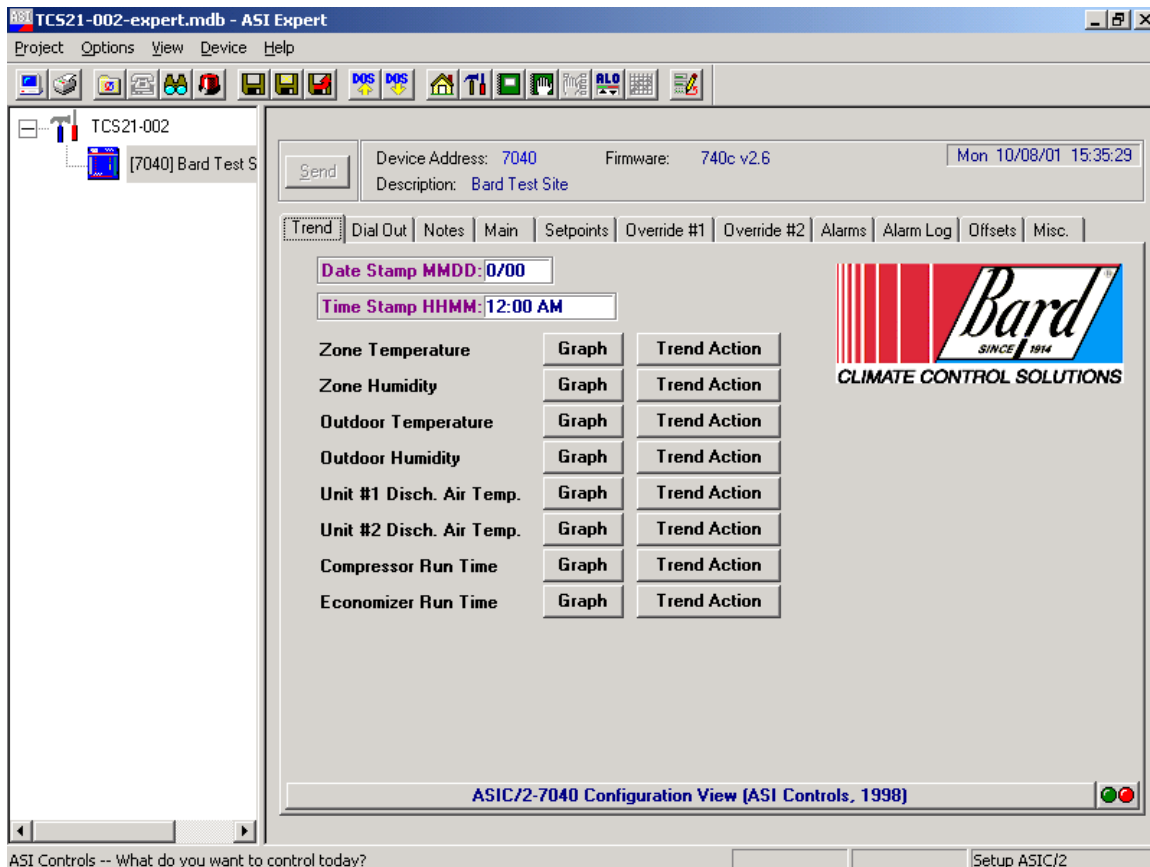 TCS21-002-expert.mdb - ASI Expert
Project Options View Device Help
DOS DOS ALO
TCS21-002
[7040] Bard Test S
Send
Device Address: 7040 Firmware: 740c v2.6
Mon 10/08/01 15:35:29
Description: Bard Test Site
Trend Dial Out Notes Main Setpoints Override #1 Override #2 Alarms Alarm Log Offsets Misc.
Date Stamp MMDD: 0/00
Time Stamp HHMM: 12:00 AM
Bard
SINCE 1914
CLIMATE CONTROL SOLUTIONS
Zone Temperature Graph Trend Action
Zone Humidity Graph Trend Action
Outdoor Temperature Graph Trend Action
Outdoor Humidity Graph Trend Action
Unit #1 Disch. Air Temp. Graph Trend Action
Unit #2 Disch. Air Temp. Graph Trend Action
Compressor Run Time Graph Trend Action
Economizer Run Time Graph Trend Action
ASIC/2-7040 Configuration View (ASI Controls, 1998)
ASI Controls -- What do you want to control today? Setup ASIC/2